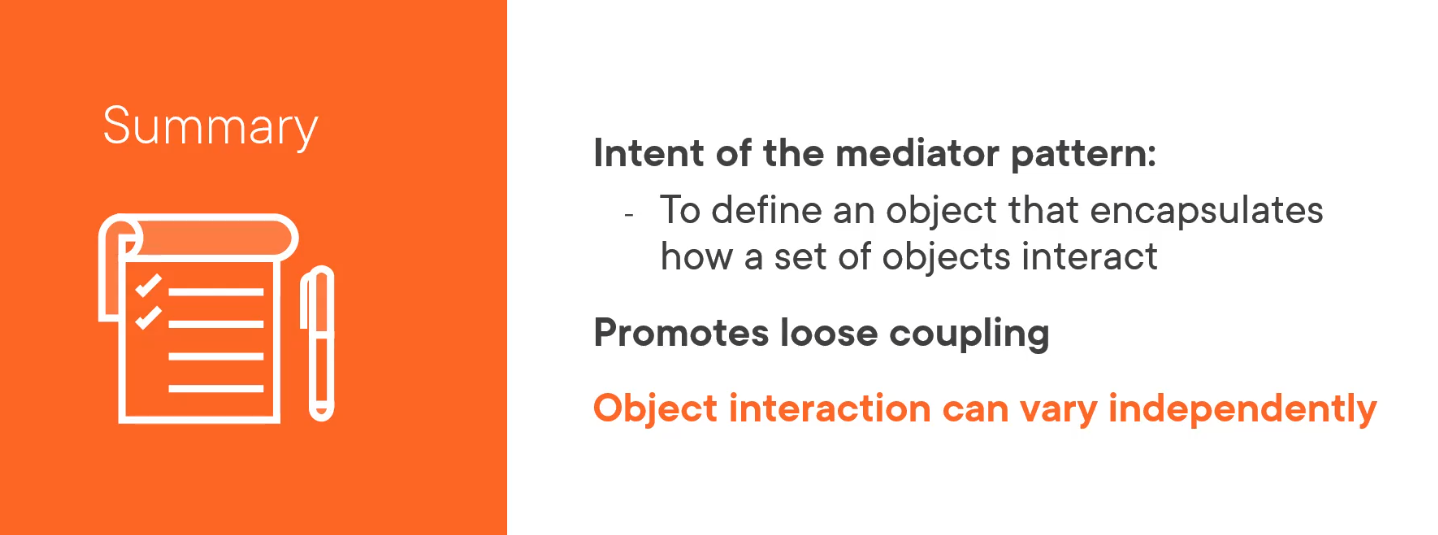 Summary
Intent of the mediator pattern:
- To define an object that encapsulates
how a set of objects interact
Promotes loose coupling
Object interaction can vary independently